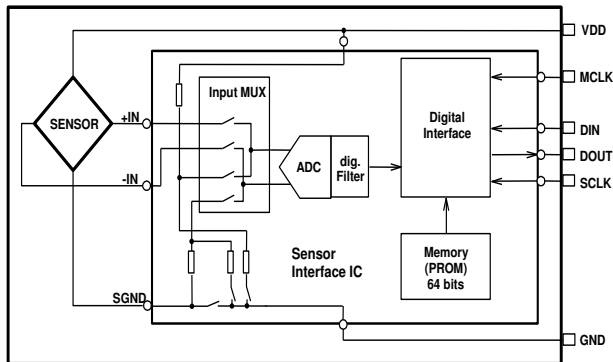 VDD
MCLK
Input MUX
+IN
SENSOR
Digital
Interface
DIN
DOUT
ADC
dig.
Filter
-IN
SCLK
Sensor
Interface IC
Memory
(PROM)
64 bits
SGND
GND